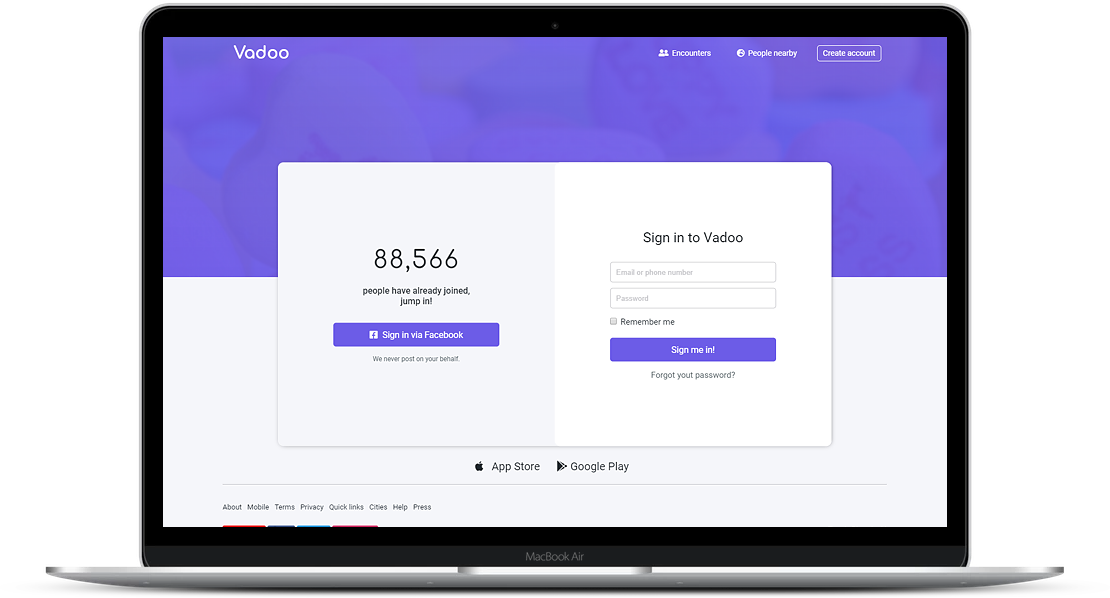 Vadoo
Encounters
People nearby
Create account
88,566
people have already joined,
jump in!
Sign in via Facebook
We never post on your behalf.
Sign in to Vadoo
Email or phone number
Password
Remember me
Sign me in!
Forgot yout password?
App Store
Google Play
About Mobile Terms Privacy Quick links Cities Help Press
MacBook Air